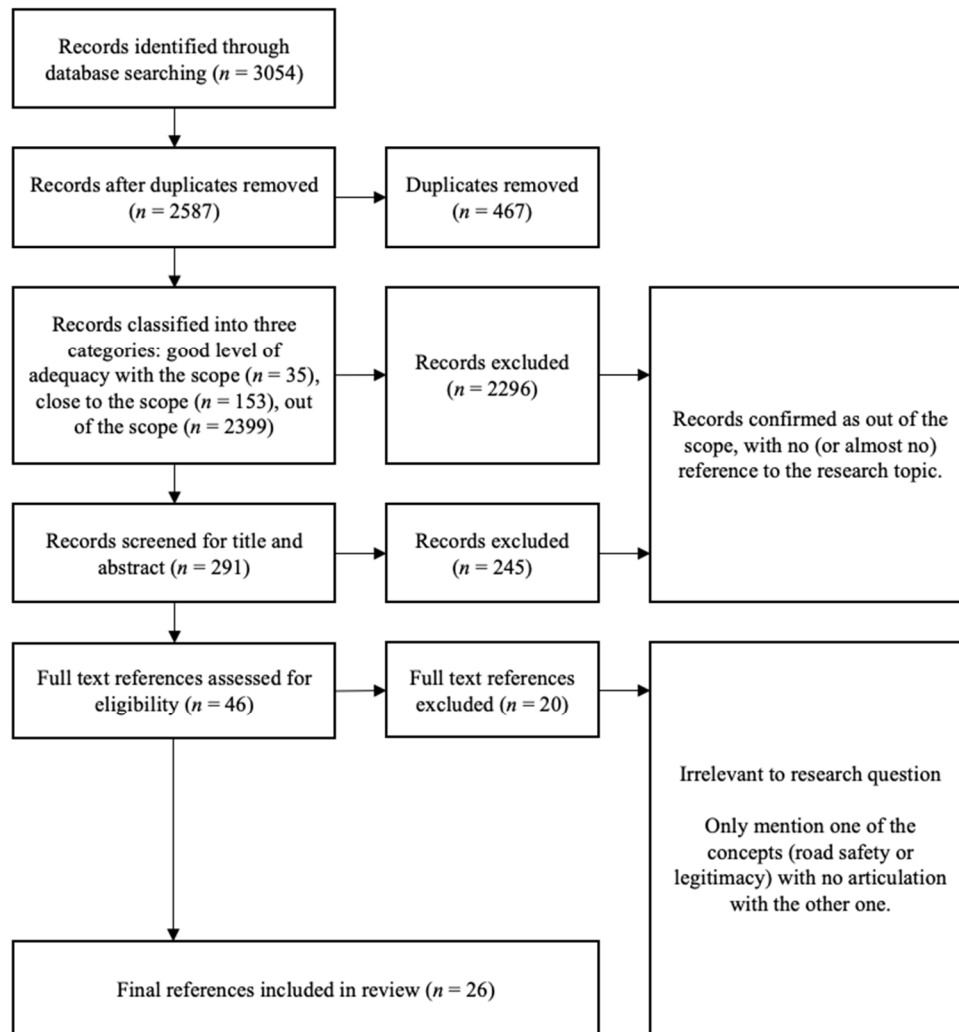 Records identified through
database searching (n = 3054)
Records after duplicates removed
(n = 2587)
Duplicates removed
(n = 467)
Records classified into three
categories: good level of
adequacy with the scope (n = 35),
close to the scope (n = 153), out
of the scope (n = 2399)
Records excluded
(n = 2296)
Records confirmed as out of the
scope, with no (or almost no)
reference to the research topic.
Records screened for title and
abstract (n = 291)
Records excluded
(n = 245)
Full text references assessed for
eligibility (n = 46)
Full text references
excluded (n = 20)
Irrelevant to research question
Only mention one of the
concepts (road safety or
legitimacy) with no articulation
with the other one.
Final references included in review (n = 26)